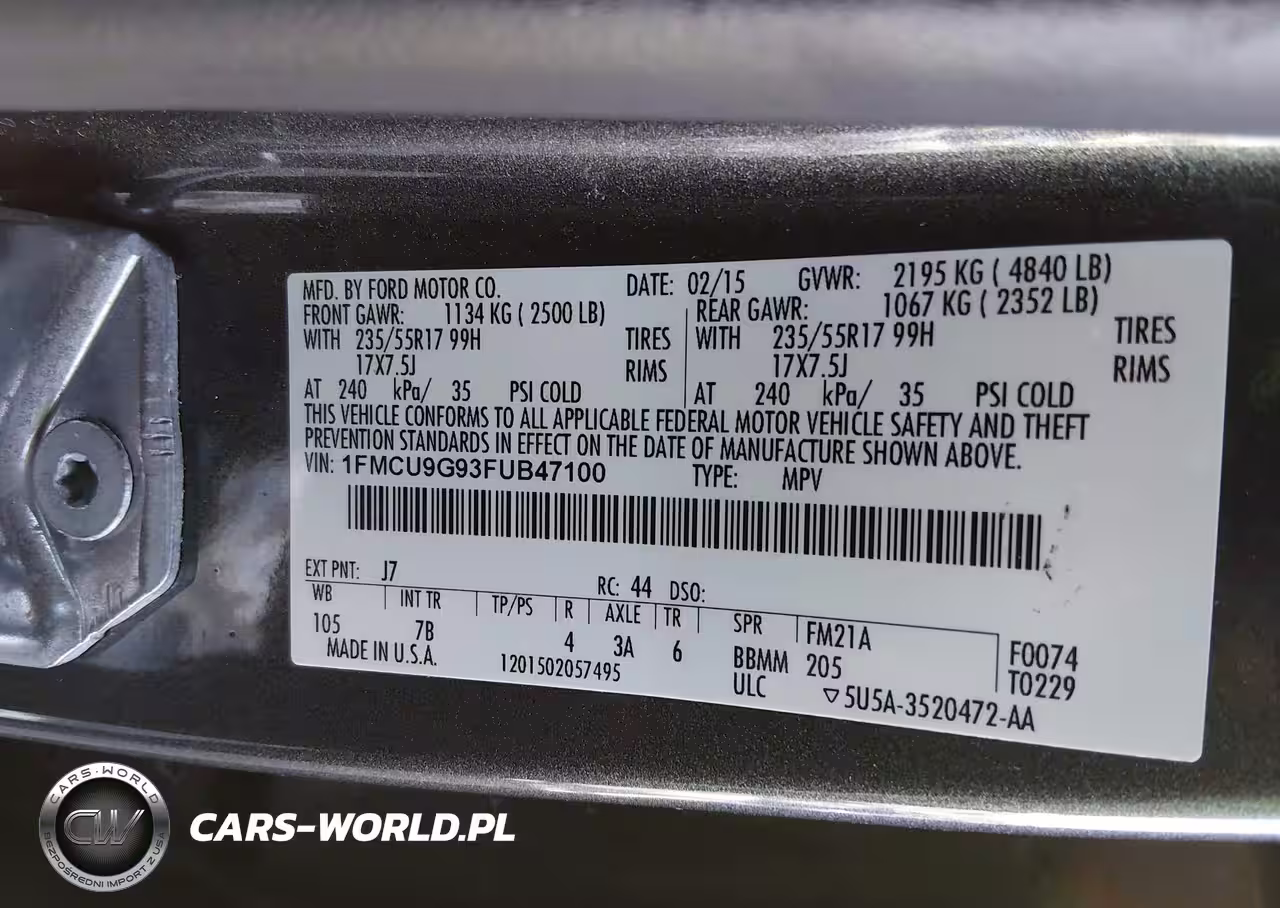 MFD. BY FORD MOTOR CO. DATE: 02/15 GVWR: 2195 KG ( 4840 LB)
FRONT GAWR: 1134 KG ( 2500 LB) REAR GAWR: 1067 KG ( 2352 LB)
WITH 235/55R17 99H TIRES WITH 235/55R17 99H TIRES
17X7.5J RIMS 17X7.5J RIMS
AT 240 kPa/ 35 PSI COLD AT 240 kPa/ 35 PSI COLD
THIS VEHICLE CONFORMS TO ALL APPLICABLE FEDERAL MOTOR VEHICLE SAFETY AND THEFT
PREVENTION STANDARDS IN EFFECT ON THE DATE OF MANUFACTURE SHOWN ABOVE.
VIN: 1FMCU9G93FUB47100 TYPE: MPV
EXT PNT: J7 RC: 44 DSO:
WB INT TR TP/PS R AXLE TR SPR FM21A F0074
105 7B 4 3A 6 BBMM 205 T0229
MADE IN U.S.A. 1201502057495 ULC ▽5U5A-3520472-AA
CARS-WORLD
CW
BEZPOŚREDNI IMPORT Z USA
CARS-WORLD.PL